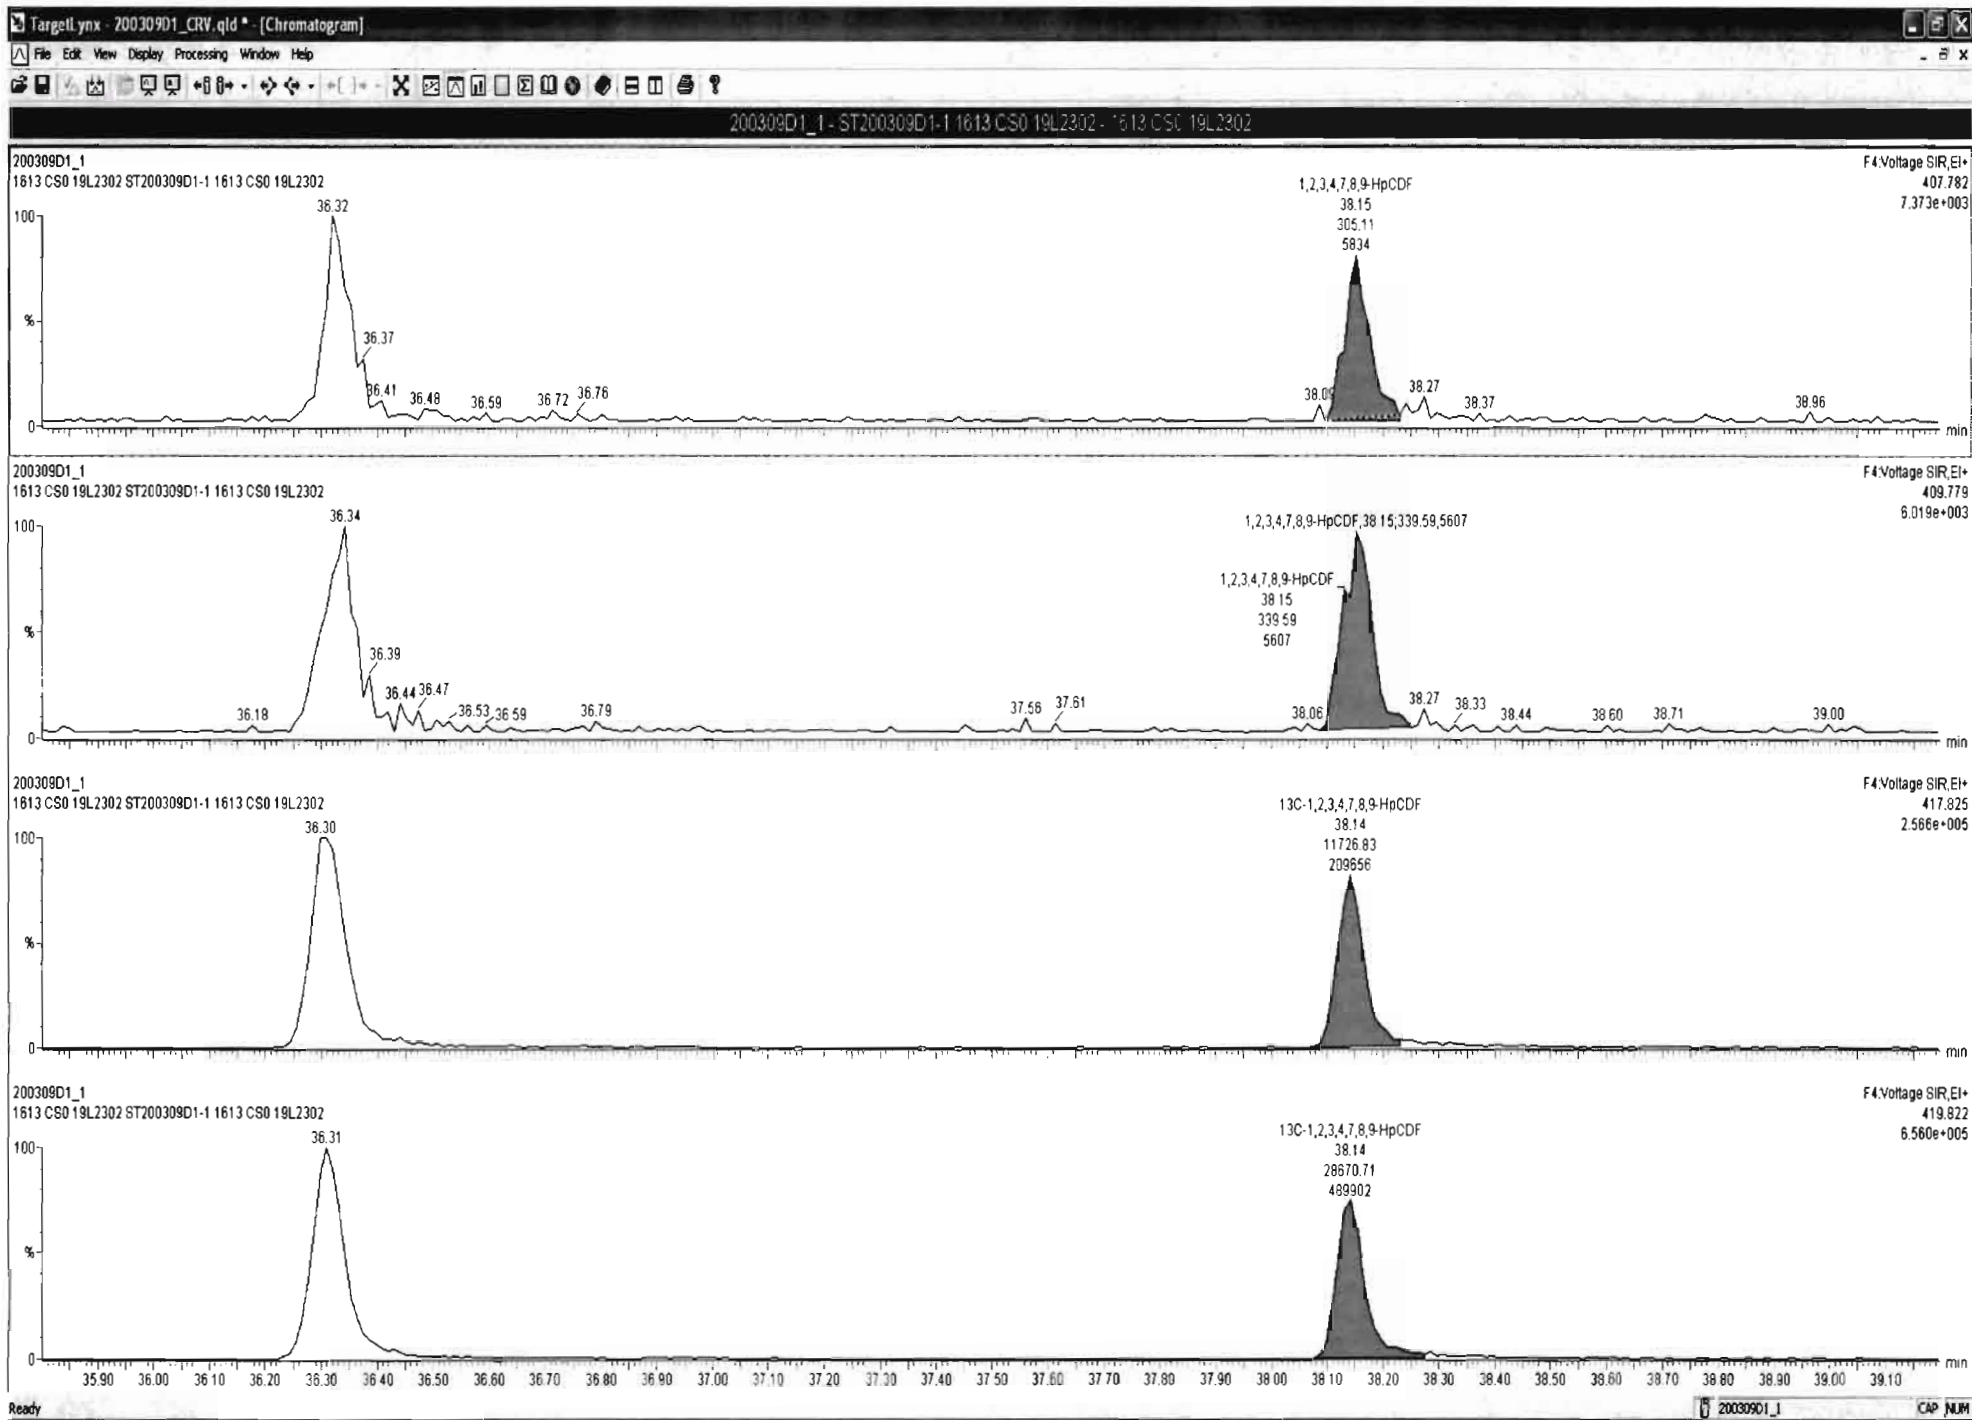 TargetLynx - 200309D1_CRV.qld * - [Chromatogram]
File Edit View Display Processing Window Help
200309D1_1 - ST200309D1-1 1613 CS0 19L2302 - 1613 CS0 19L2302
200309D1_1
1613 CS0 19L2302 ST200309D1-1 1613 CS0 19L2302
F4:Voltage SIR,EI+
407.782
7.373e+003
1,2,3,4,7,8,9-HpCDF
38.15
305.11
5834
100
%
0
36.32
36.37
36.41
36.48
36.59
36.72
36.76
38.09
38.27
38.37
38.96
min
200309D1_1
1613 CS0 19L2302 ST200309D1-1 1613 CS0 19L2302
F4:Voltage SIR,EI+
409.779
6.019e+003
1,2,3,4,7,8,9-HpCDF,38.15;339.59,5607
1,2,3,4,7,8,9-HpCDF
38.15
339.59
5607
100
%
0
36.34
36.39
36.18
36.44
36.47
36.53
36.59
36.79
37.56
37.61
38.06
38.27
38.33
38.44
38.60
38.71
39.00
min
200309D1_1
1613 CS0 19L2302 ST200309D1-1 1613 CS0 19L2302
F4:Voltage SIR,EI+
417.825
2.566e+005
13C-1,2,3,4,7,8,9-HpCDF
38.14
11726.83
209656
100
%
0
36.30
min
200309D1_1
1613 CS0 19L2302 ST200309D1-1 1613 CS0 19L2302
F4:Voltage SIR,EI+
419.822
6.560e+005
13C-1,2,3,4,7,8,9-HpCDF
38.14
28670.71
489902
100
%
0
36.31
min
35.90 36.00 36.10 36.20 36.30 36.40 36.50 36.60 36.70 36.80 36.90 37.00 37.10 37.20 37.30 37.40 37.50 37.60 37.70 37.80 37.90 38.00 38.10 38.20 38.30 38.40 38.50 38.60 38.70 38.80 38.90 39.00 39.10
Ready
200309D1_1
CAP NUM